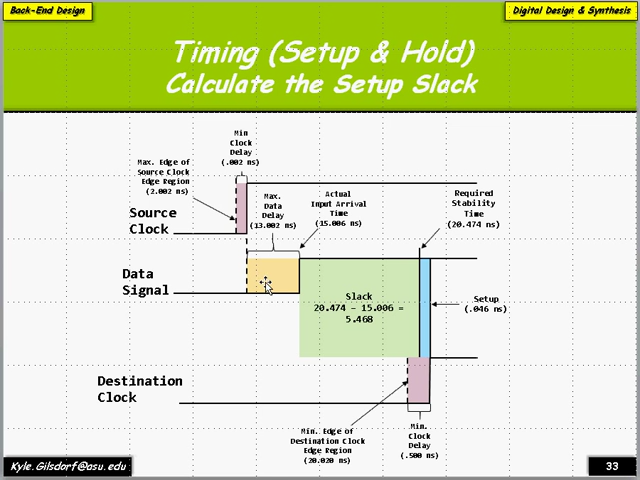 Back-End Design
Digital Design & Synthesis
Timing (Setup & Hold)
Calculate the Setup Slack
Min
Clock
Delay
(.002 ns)
Max. Edge of
Source Clock
Edge Region
(2.002 ns)
Max.
Data
Delay
(13.002 ns)
Actual
Input Arrival
Time
(15.006 ns)
Required
Stability
Time
(20.474 ns)
Source
Clock
Data
Signal
Slack
20.474 - 15.006 =
5.468
Setup
(.046 ns)
Destination
Clock
Min. Edge of
Destination Clock
Edge Region
(20.020 ns)
Min.
Clock
Delay
(.500 ns)
Kyle.Gilsdorf@asu.edu
33